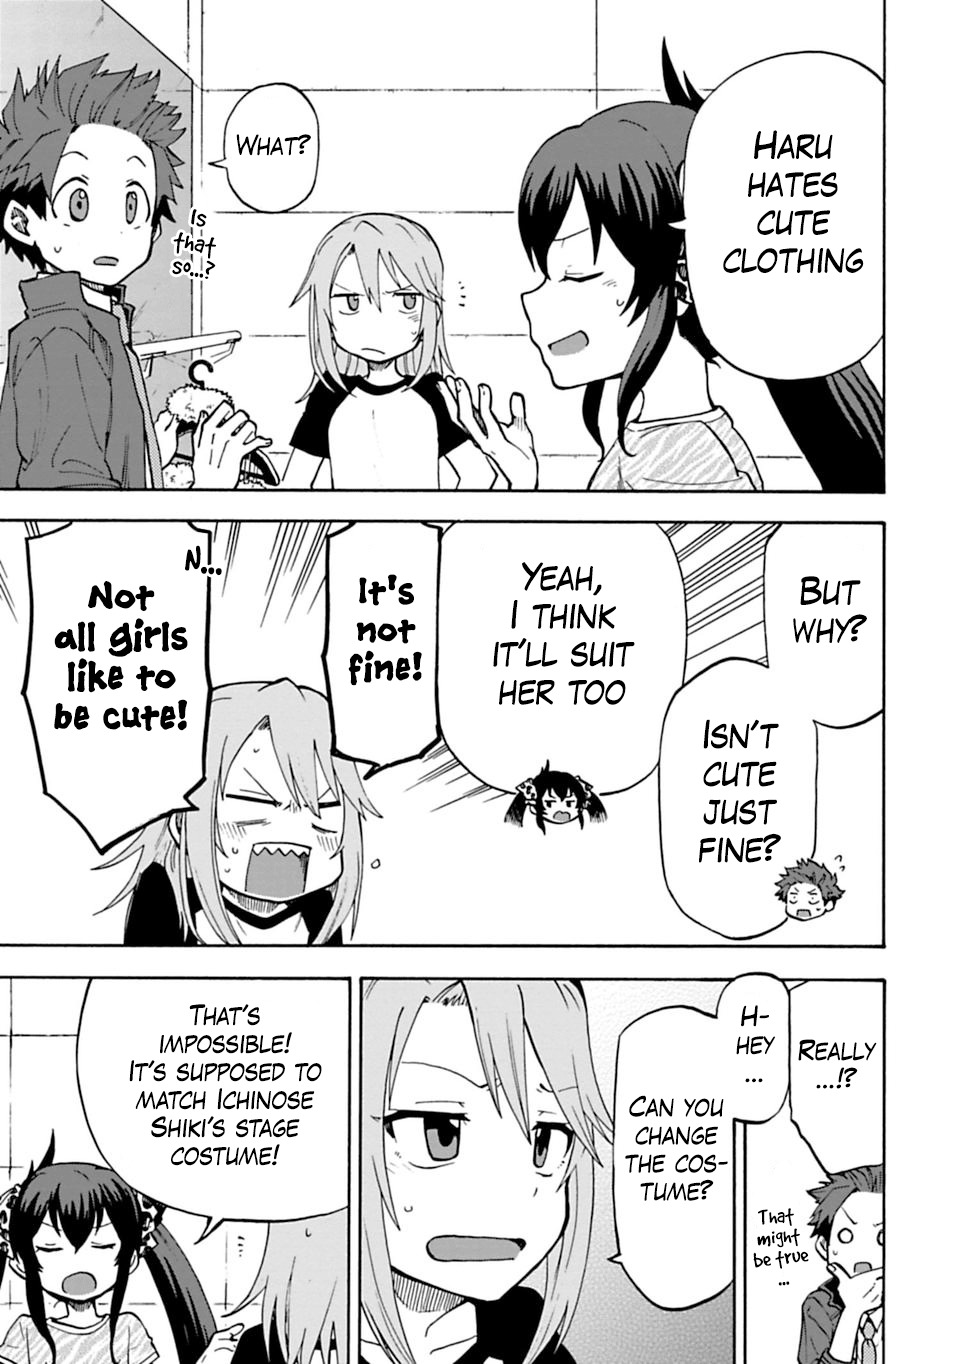 HARU
HATES
CUTE
CLOTHING
WHAT?
Is
that
so...?
BUT
WHY?
ISN'T
CUTE
JUST
FINE?
YEAH,
I THINK
IT'LL SUIT
HER TOO
It's
not
fine!
N...
Not
all girls
like to
be cute!
REALLY
...!?
That
might
be true
...
H-
HEY
...
CAN YOU
CHANGE
THE COS-
TUME?
THAT'S
IMPOSSIBLE!
IT'S SUPPOSED TO
MATCH ICHINOSE
SHIKI'S STAGE
COSTUME!